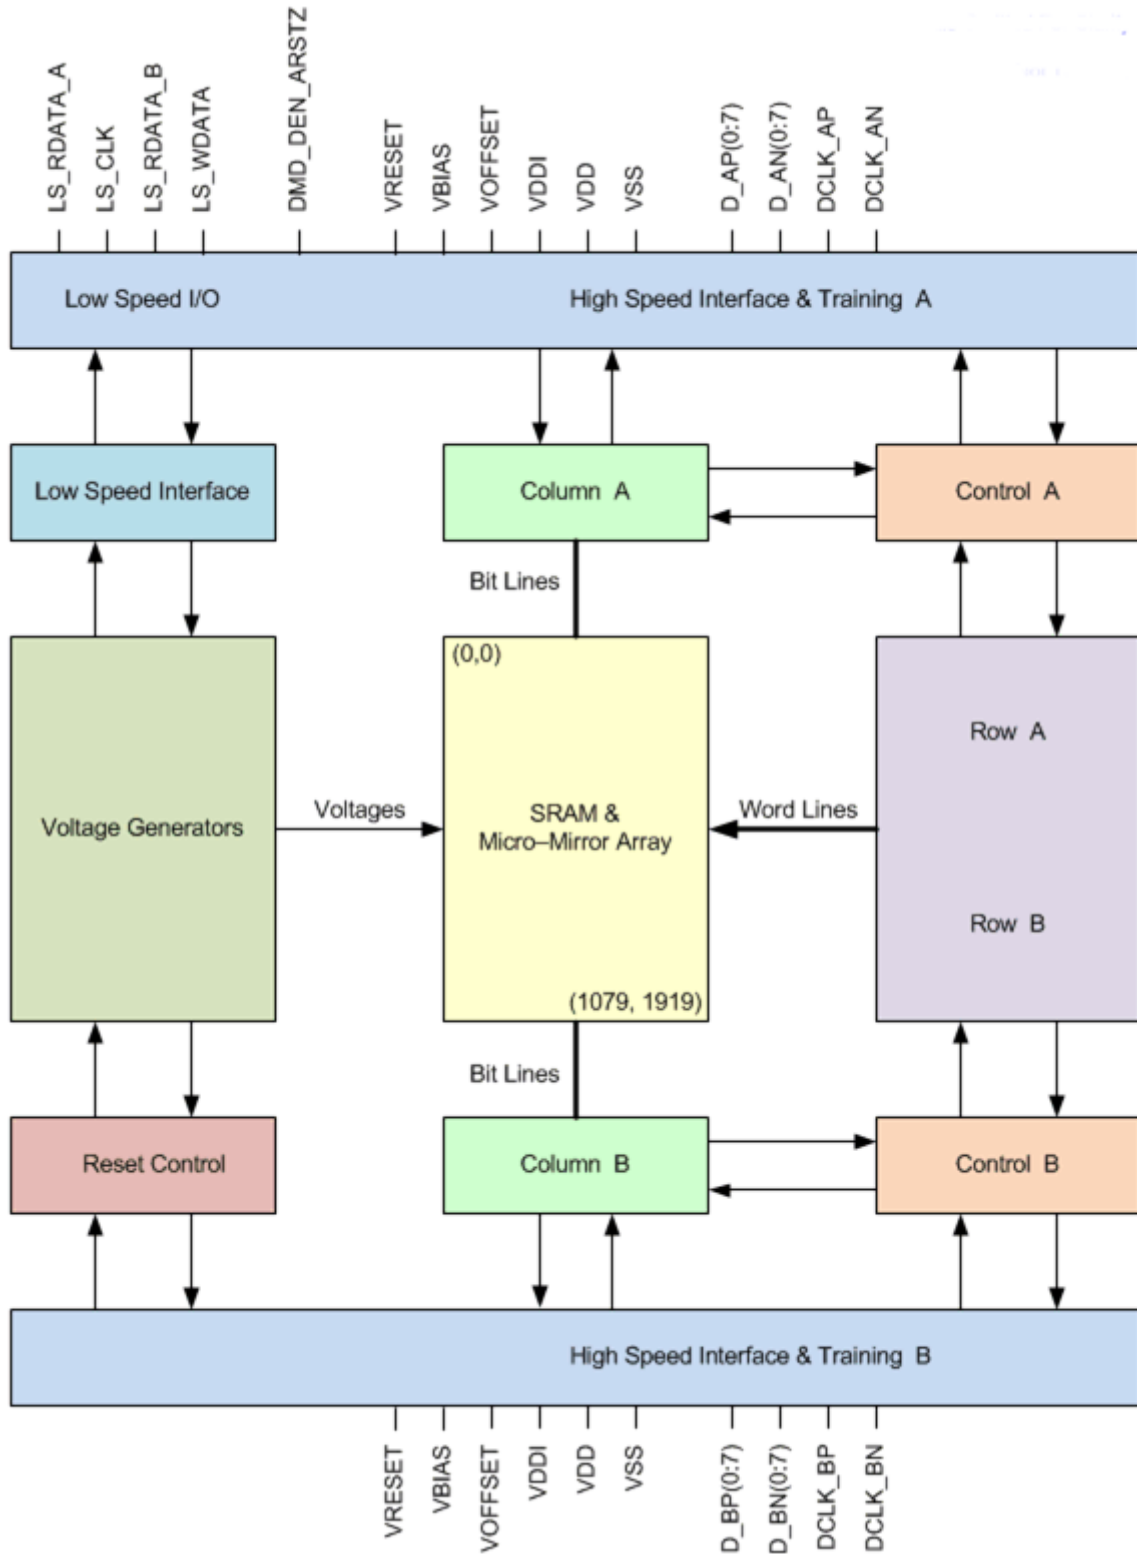 LS_RDATA_A
LS_CLK
LS_RDATA_B
LS_WDATA
DMD_DEN_ARSTZ
VRESET
VBIAS
VOFFSET
VDDI
VDD
VSS
D_AP(0:7)
D_AN(0:7)
DCLK_AP
DCLK_AN
Low Speed I/O
High Speed Interface & Training A
Low Speed Interface
Column A
Control A
Bit Lines
(0,0)
Row A
Voltage Generators
Voltages
SRAM &
Micro–Mirror Array
Word Lines
Row B
(1079, 1919)
Bit Lines
Reset Control
Column B
Control B
High Speed Interface & Training B
VRESET
VBIAS
VOFFSET
VDDI
VDD
VSS
D_BP(0:7)
D_BN(0:7)
DCLK_BP
DCLK_BN